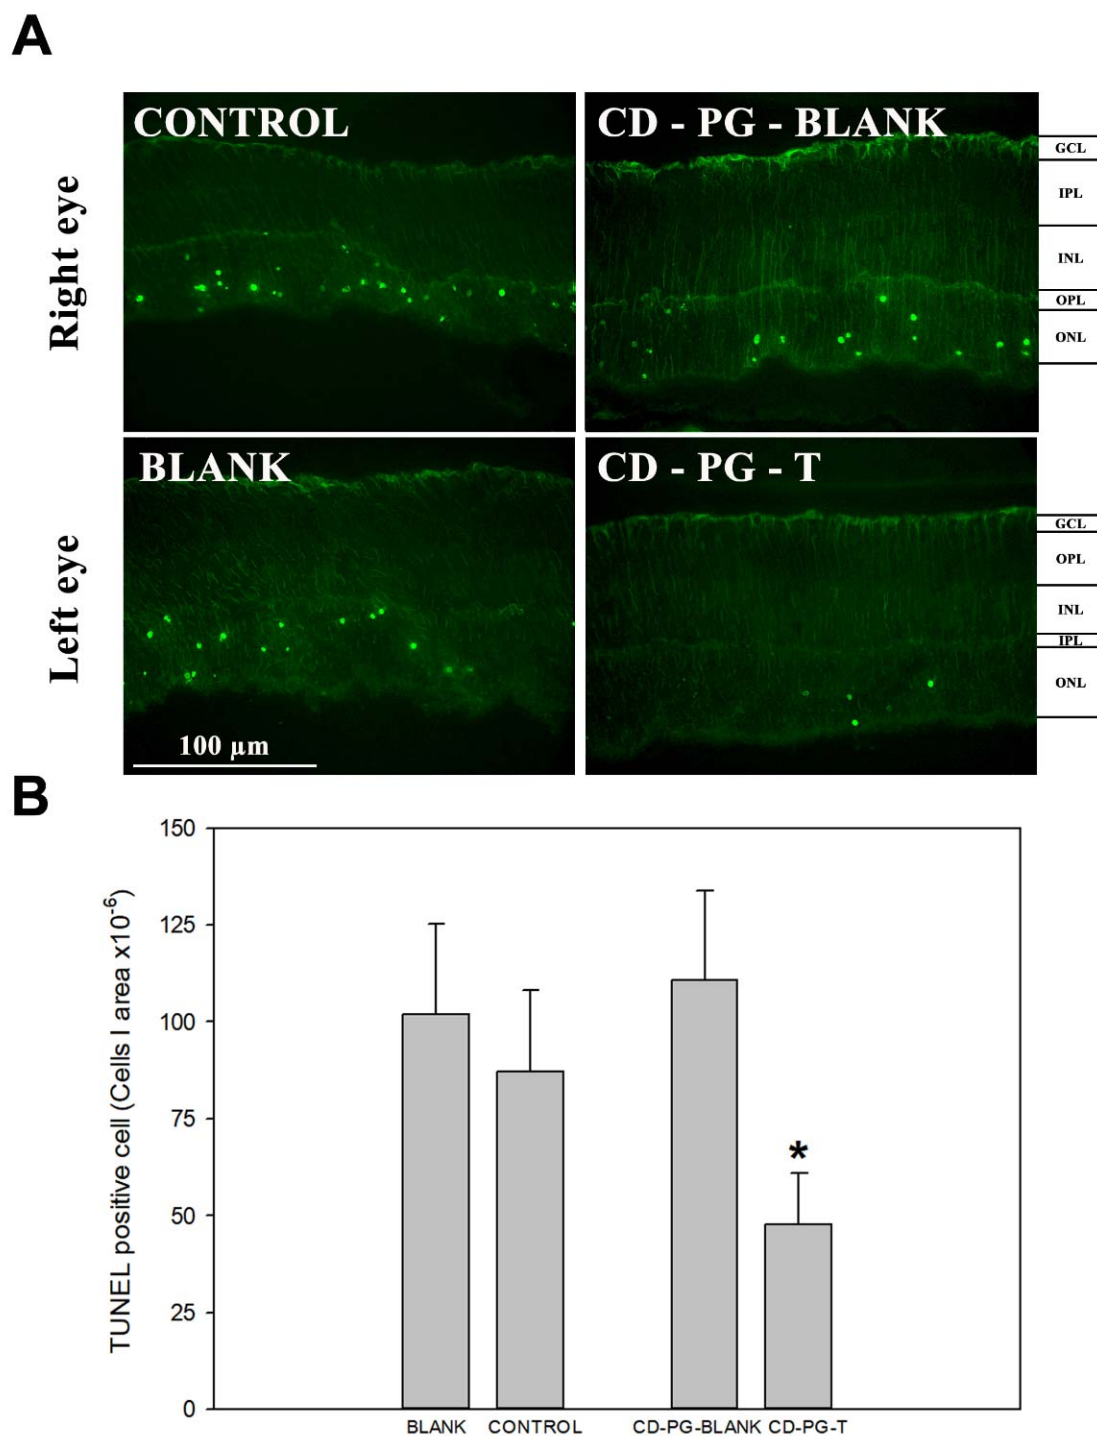 A
CONTROL
CD - PG - BLANK
Right eye
GCL
IPL
INL
OPL
ONL
BLANK
CD - PG - T
Left eye
GCL
OPL
INL
IPL
ONL
100 µm
B
TUNEL positive cell (Cells I area x10⁻⁶)
150
125
100
75
50
25
0
*
BLANK CONTROL CD-PG-BLANK CD-PG-T